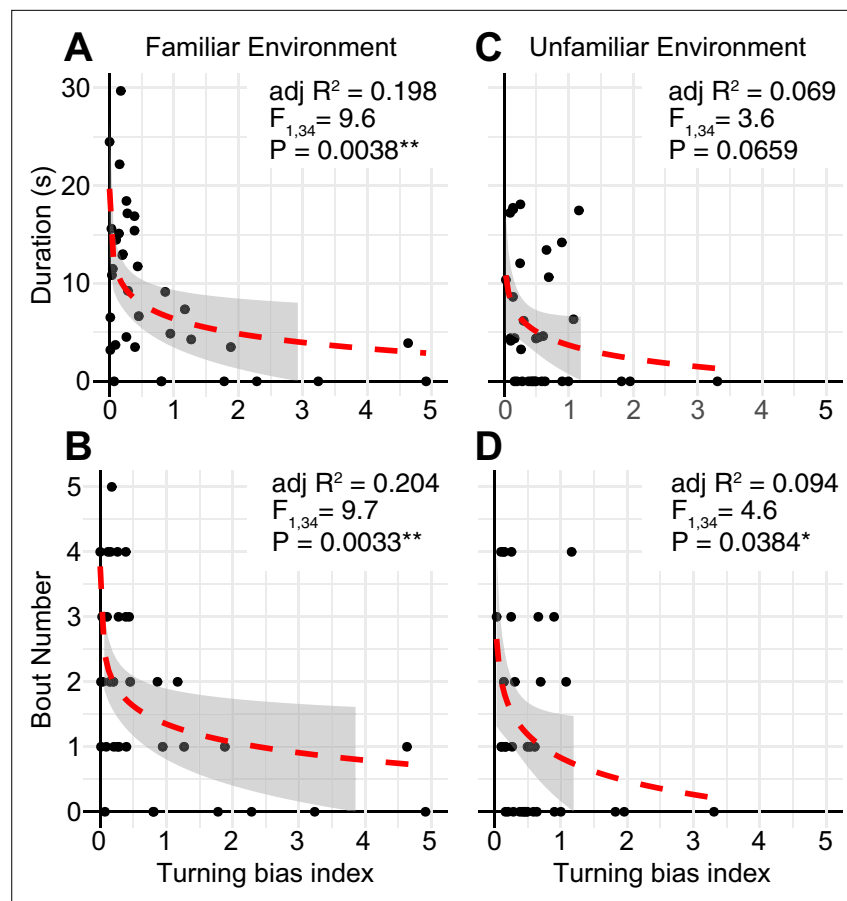 A
Familiar Environment
adj R² = 0.198
F1,34= 9.6
P = 0.0038**
Duration (s)
30
20
10
0
0 1 2 3 4 5
C
Unfamiliar Environment
adj R² = 0.069
F1,34= 3.6
P = 0.0659
0 1 2 3 4 5
B
adj R² = 0.204
F1,34= 9.7
P = 0.0033**
Bout Number
5
4
3
2
1
0
0 1 2 3 4 5
Turning bias index
D
adj R² = 0.094
F1,34= 4.6
P = 0.0384*
0 1 2 3 4 5
Turning bias index